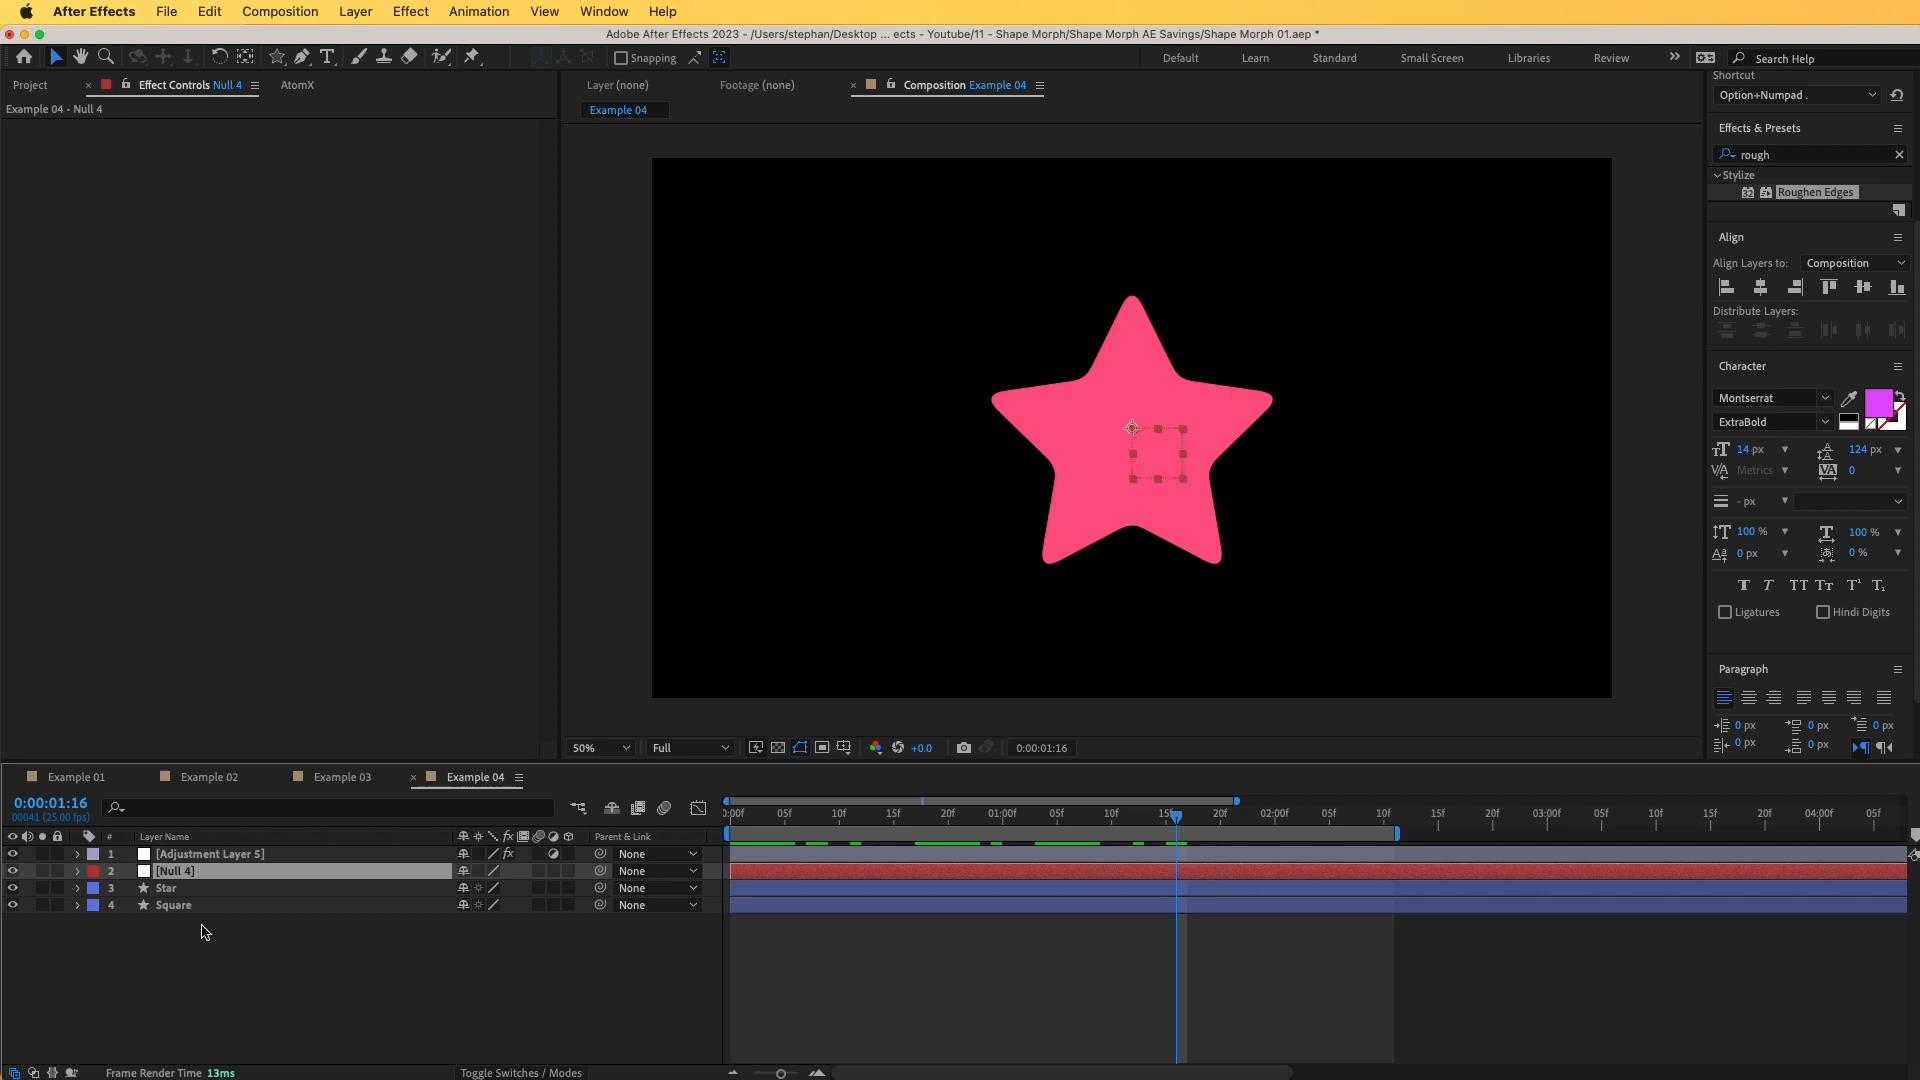 After Effects File Edit Composition Layer Effect Animation View Window Help
Adobe After Effects 2023 - /Users/stephan/Desktop ... ects - Youtube/11 - Shape Morph/Shape Morph AE Savings/Shape Morph 01.aep *
Snapping Default Learn Standard Small Screen Libraries Review Search Help
Project Effect Controls Null 4 AtomX Layer (none) Footage (none) Composition Example 04
Example 04 • Null 4
Example 04
Shortcut
Option+Numpad .
Effects & Presets
rough
Stylize
32 Roughen Edges
Align
Align Layers to: Composition
Distribute Layers:
Character
Montserrat
ExtraBold
14 px 124 px
Metrics 0
- px
100 % 100 %
0 px 0 %
T T TT Tt T¹ T₁
Ligatures Hindi Digits
Paragraph
0 px 0 px 0 px
0 px 0 px
50% Full +0.0 0:00:01:16
Example 01 Example 02 Example 03 Example 04
0:00:01:16
00041 (25.00 fps)
:00f 05f 10f 15f 20f 01:00f 05f 10f 15f 20f 02:00f 05f 10f 15f 20f 03:00f 05f 10f 15f 20f 04:00f 05f
# Layer Name fx Parent & Link
1 [Adjustment Layer 5] fx None
2 [Null 4] None
3 Star None
4 Square None
Frame Render Time 13ms Toggle Switches / Modes